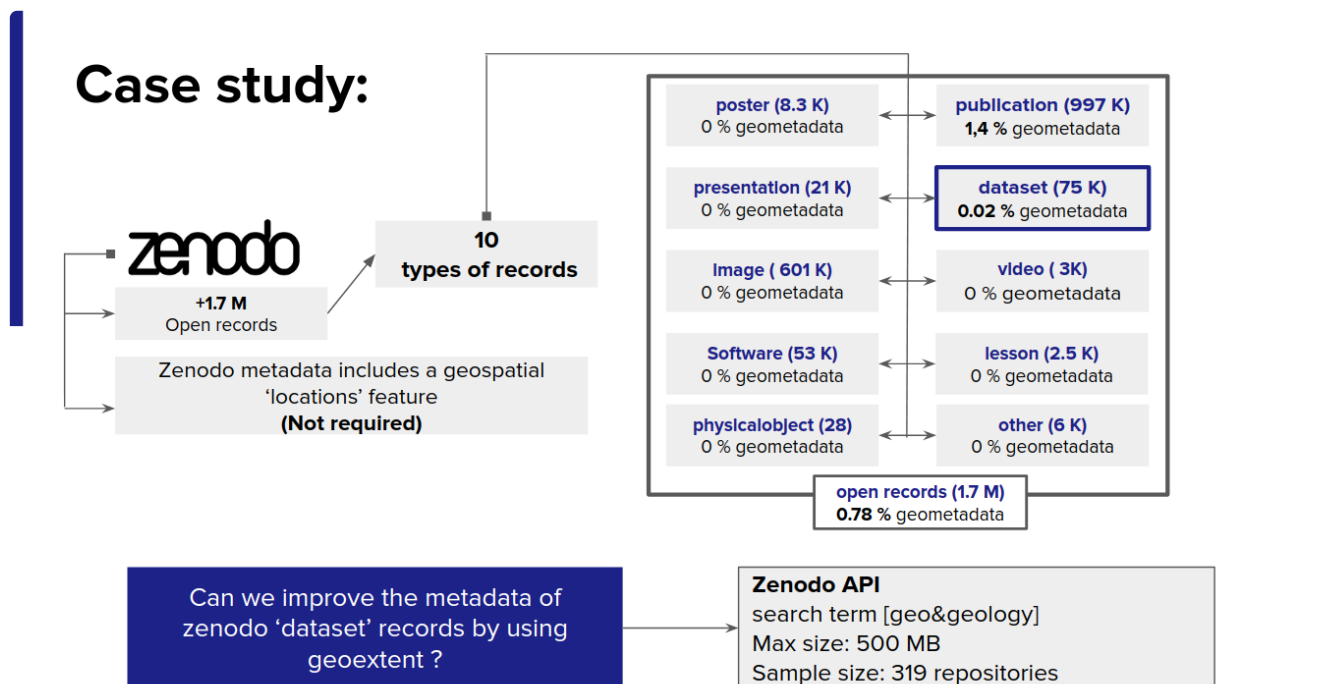 Case study:
zenodo
+1.7 M
Open records
Zenodo metadata includes a geospatial
‘locations’ feature
(Not required)
10
types of records
poster (8.3 K)
0 % geometadata
publication (997 K)
1,4 % geometadata
presentation (21 K)
0 % geometadata
dataset (75 K)
0.02 % geometadata
Image ( 601 K)
0 % geometadata
video ( 3K)
0 % geometadata
Software (53 K)
0 % geometadata
lesson (2.5 K)
0 % geometadata
physicalobject (28)
0 % geometadata
other (6 K)
0 % geometadata
open records (1.7 M)
0.78 % geometadata
Can we improve the metadata of
zenodo ‘dataset’ records by using
geoextent ?
Zenodo API
search term [geo&geology]
Max size: 500 MB
Sample size: 319 repositories